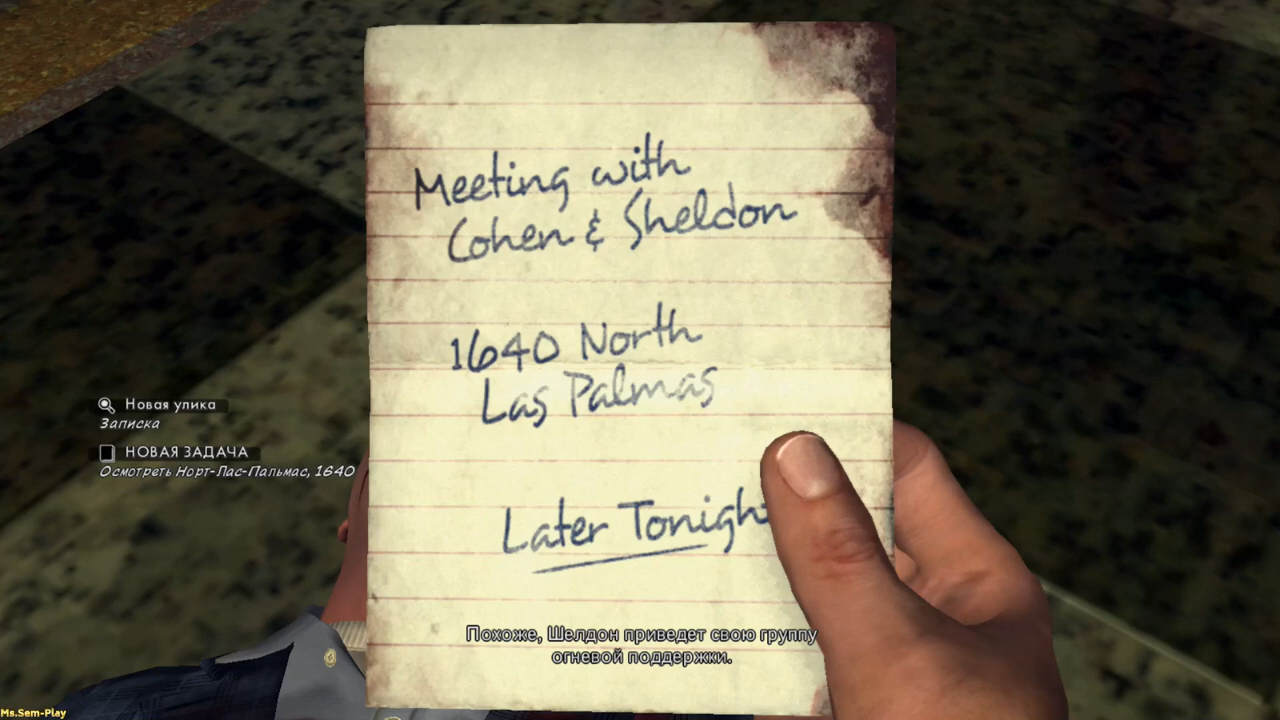 Meeting with
Cohen & Sheldon
1640 North
Las Palmas
Later Tonigh
Новая улика
Записка
НОВАЯ ЗАДАЧА
Осмотреть Норт-Лас-Пальмас, 1640
Похоже, Шелдон приведет свою группу
огневой поддержки.
Ms.Sem-Play